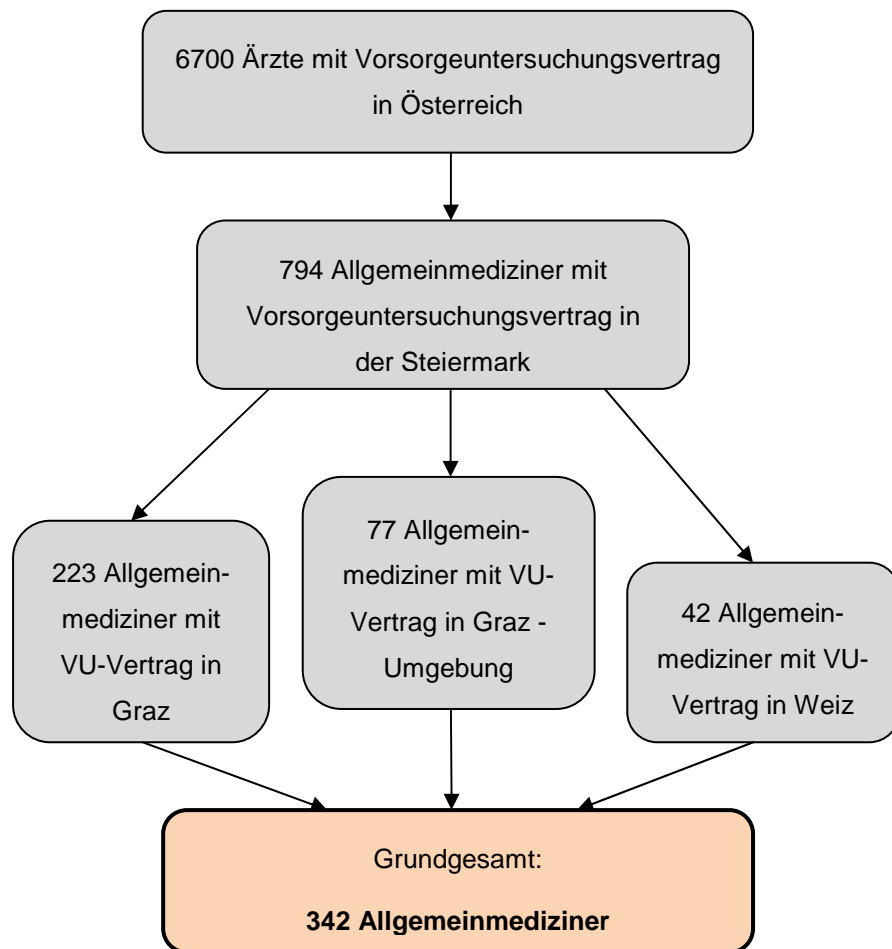 6700 Ärzte mit Vorsorgeuntersuchungsvertrag
in Österreich
794 Allgemeinmediziner mit
Vorsorgeuntersuchungsvertrag in
der Steiermark
223 Allgemein-
mediziner mit
VU-Vertrag in
Graz
77 Allgemein-
mediziner mit VU-
Vertrag in Graz -
Umgebung
42 Allgemein-
mediziner mit VU-
Vertrag in Weiz
Grundgesamt:
342 Allgemeinmediziner